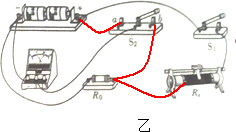 - +
a b
S₂ S₁
R₀ Rₓ
乙